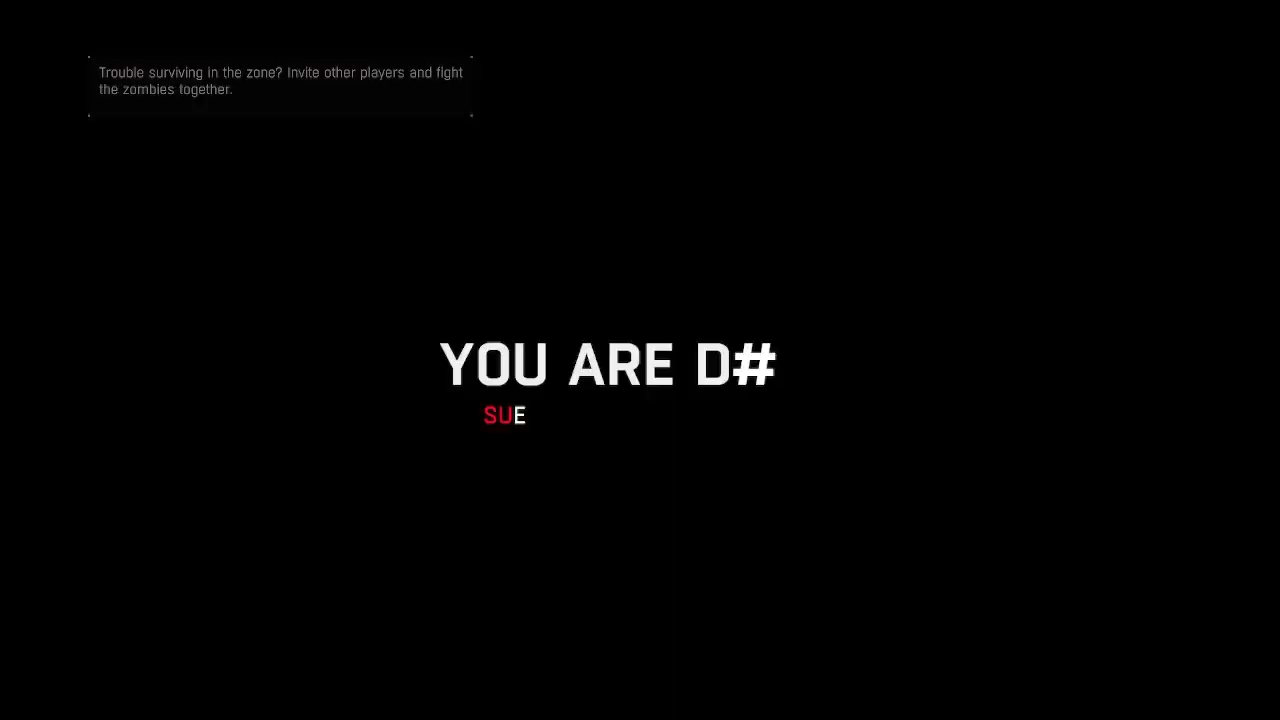 Trouble surviving in the zone? Invite other players and fight
the zombies together.
YOU ARE D#
SUE